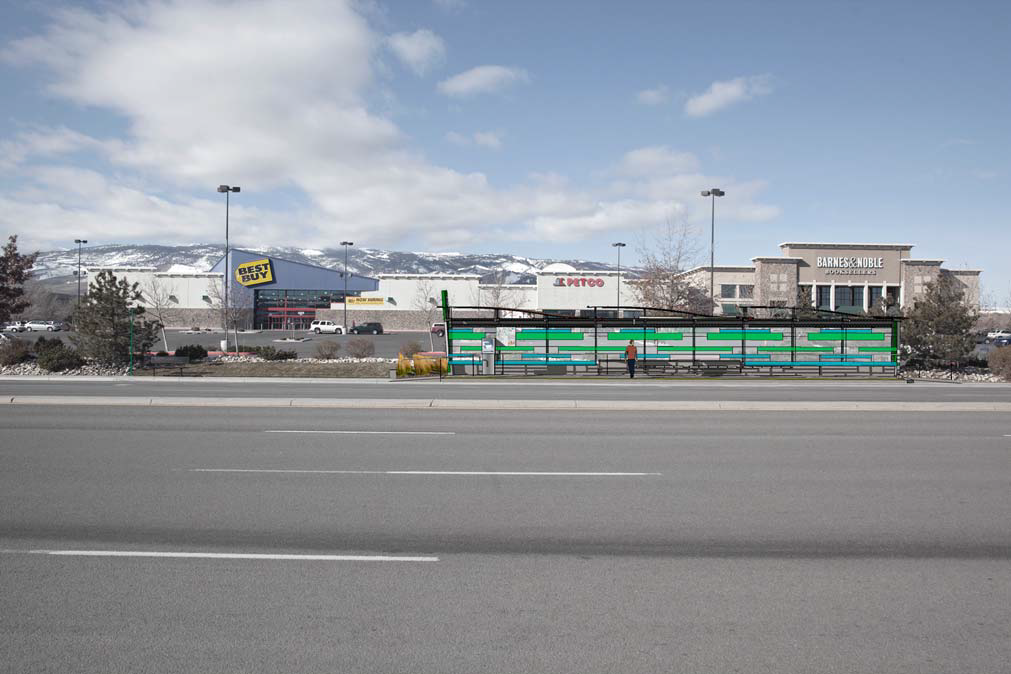 BEST
BUY
NOW HIRING
PETCO
BARNES & NOBLE
BOOKSELLERS